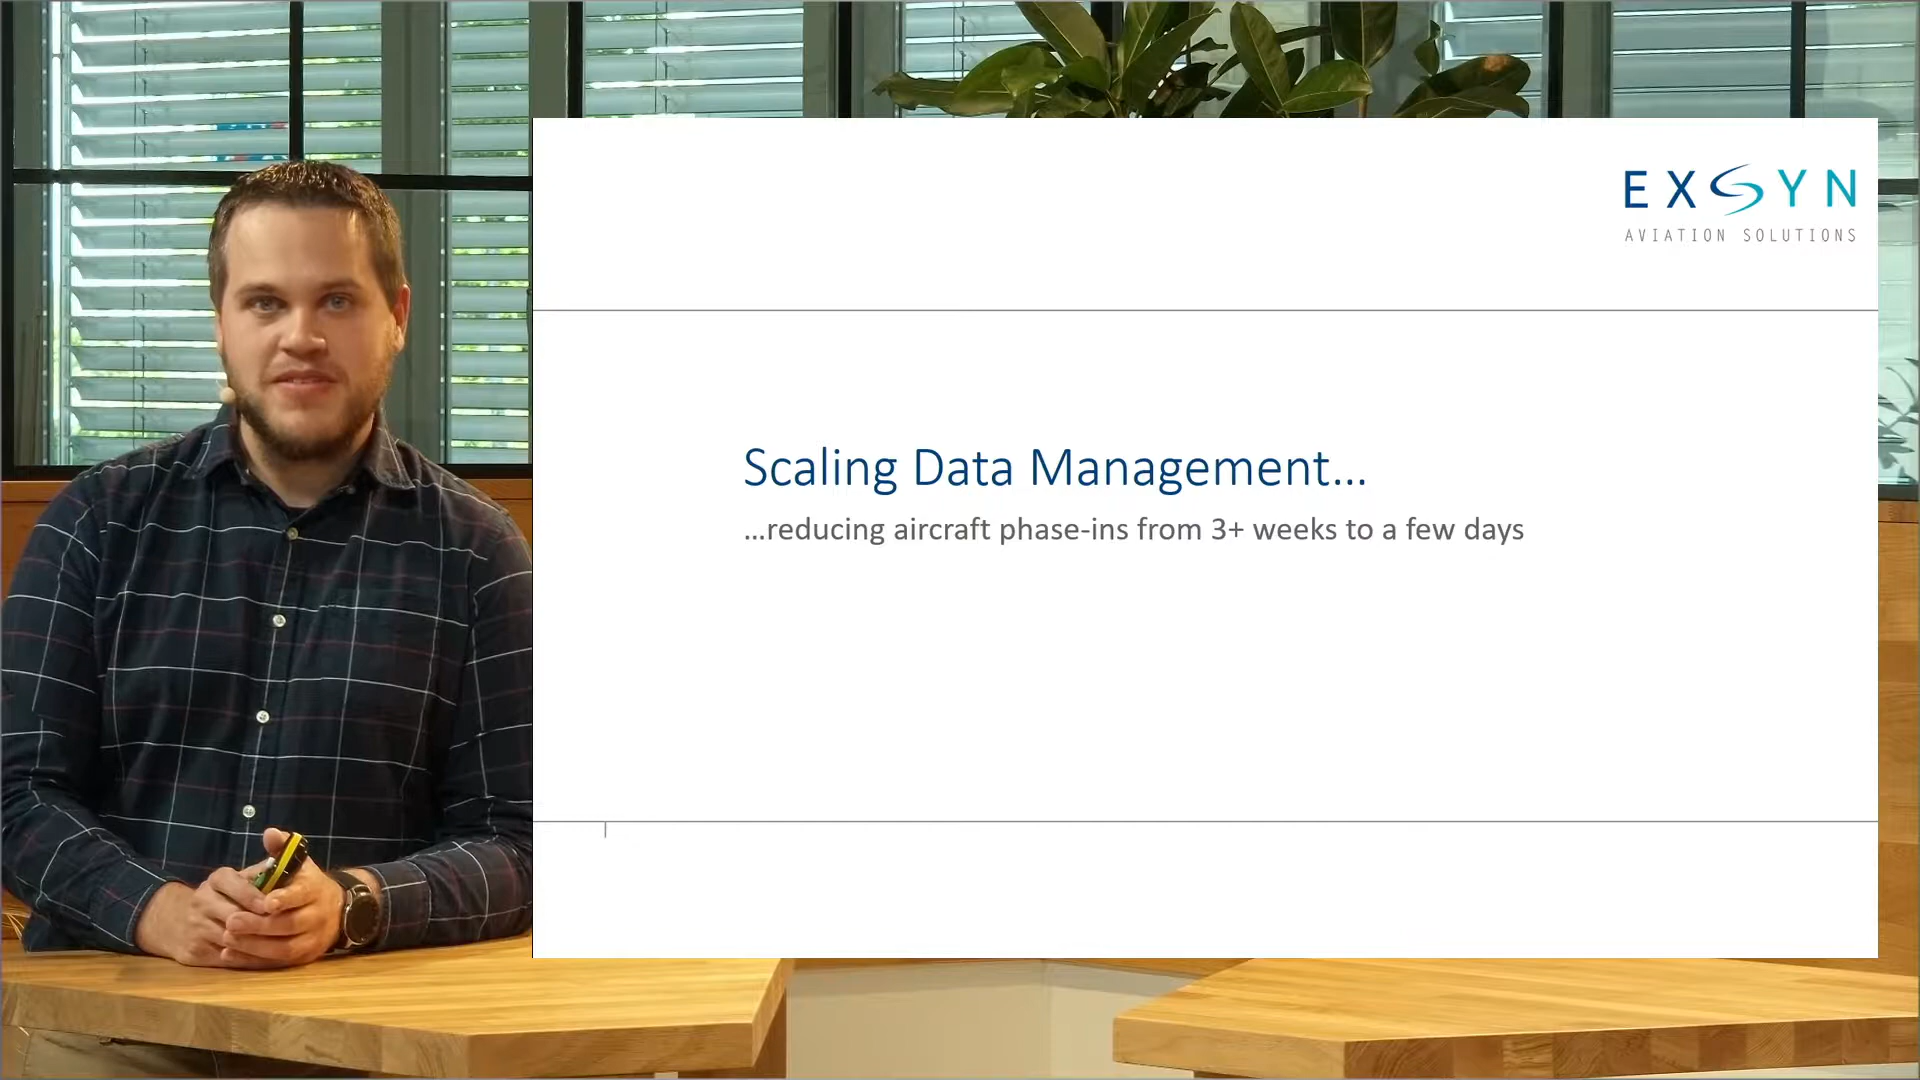 EXSYN
AVIATION SOLUTIONS
Scaling Data Management...
...reducing aircraft phase-ins from 3+ weeks to a few days